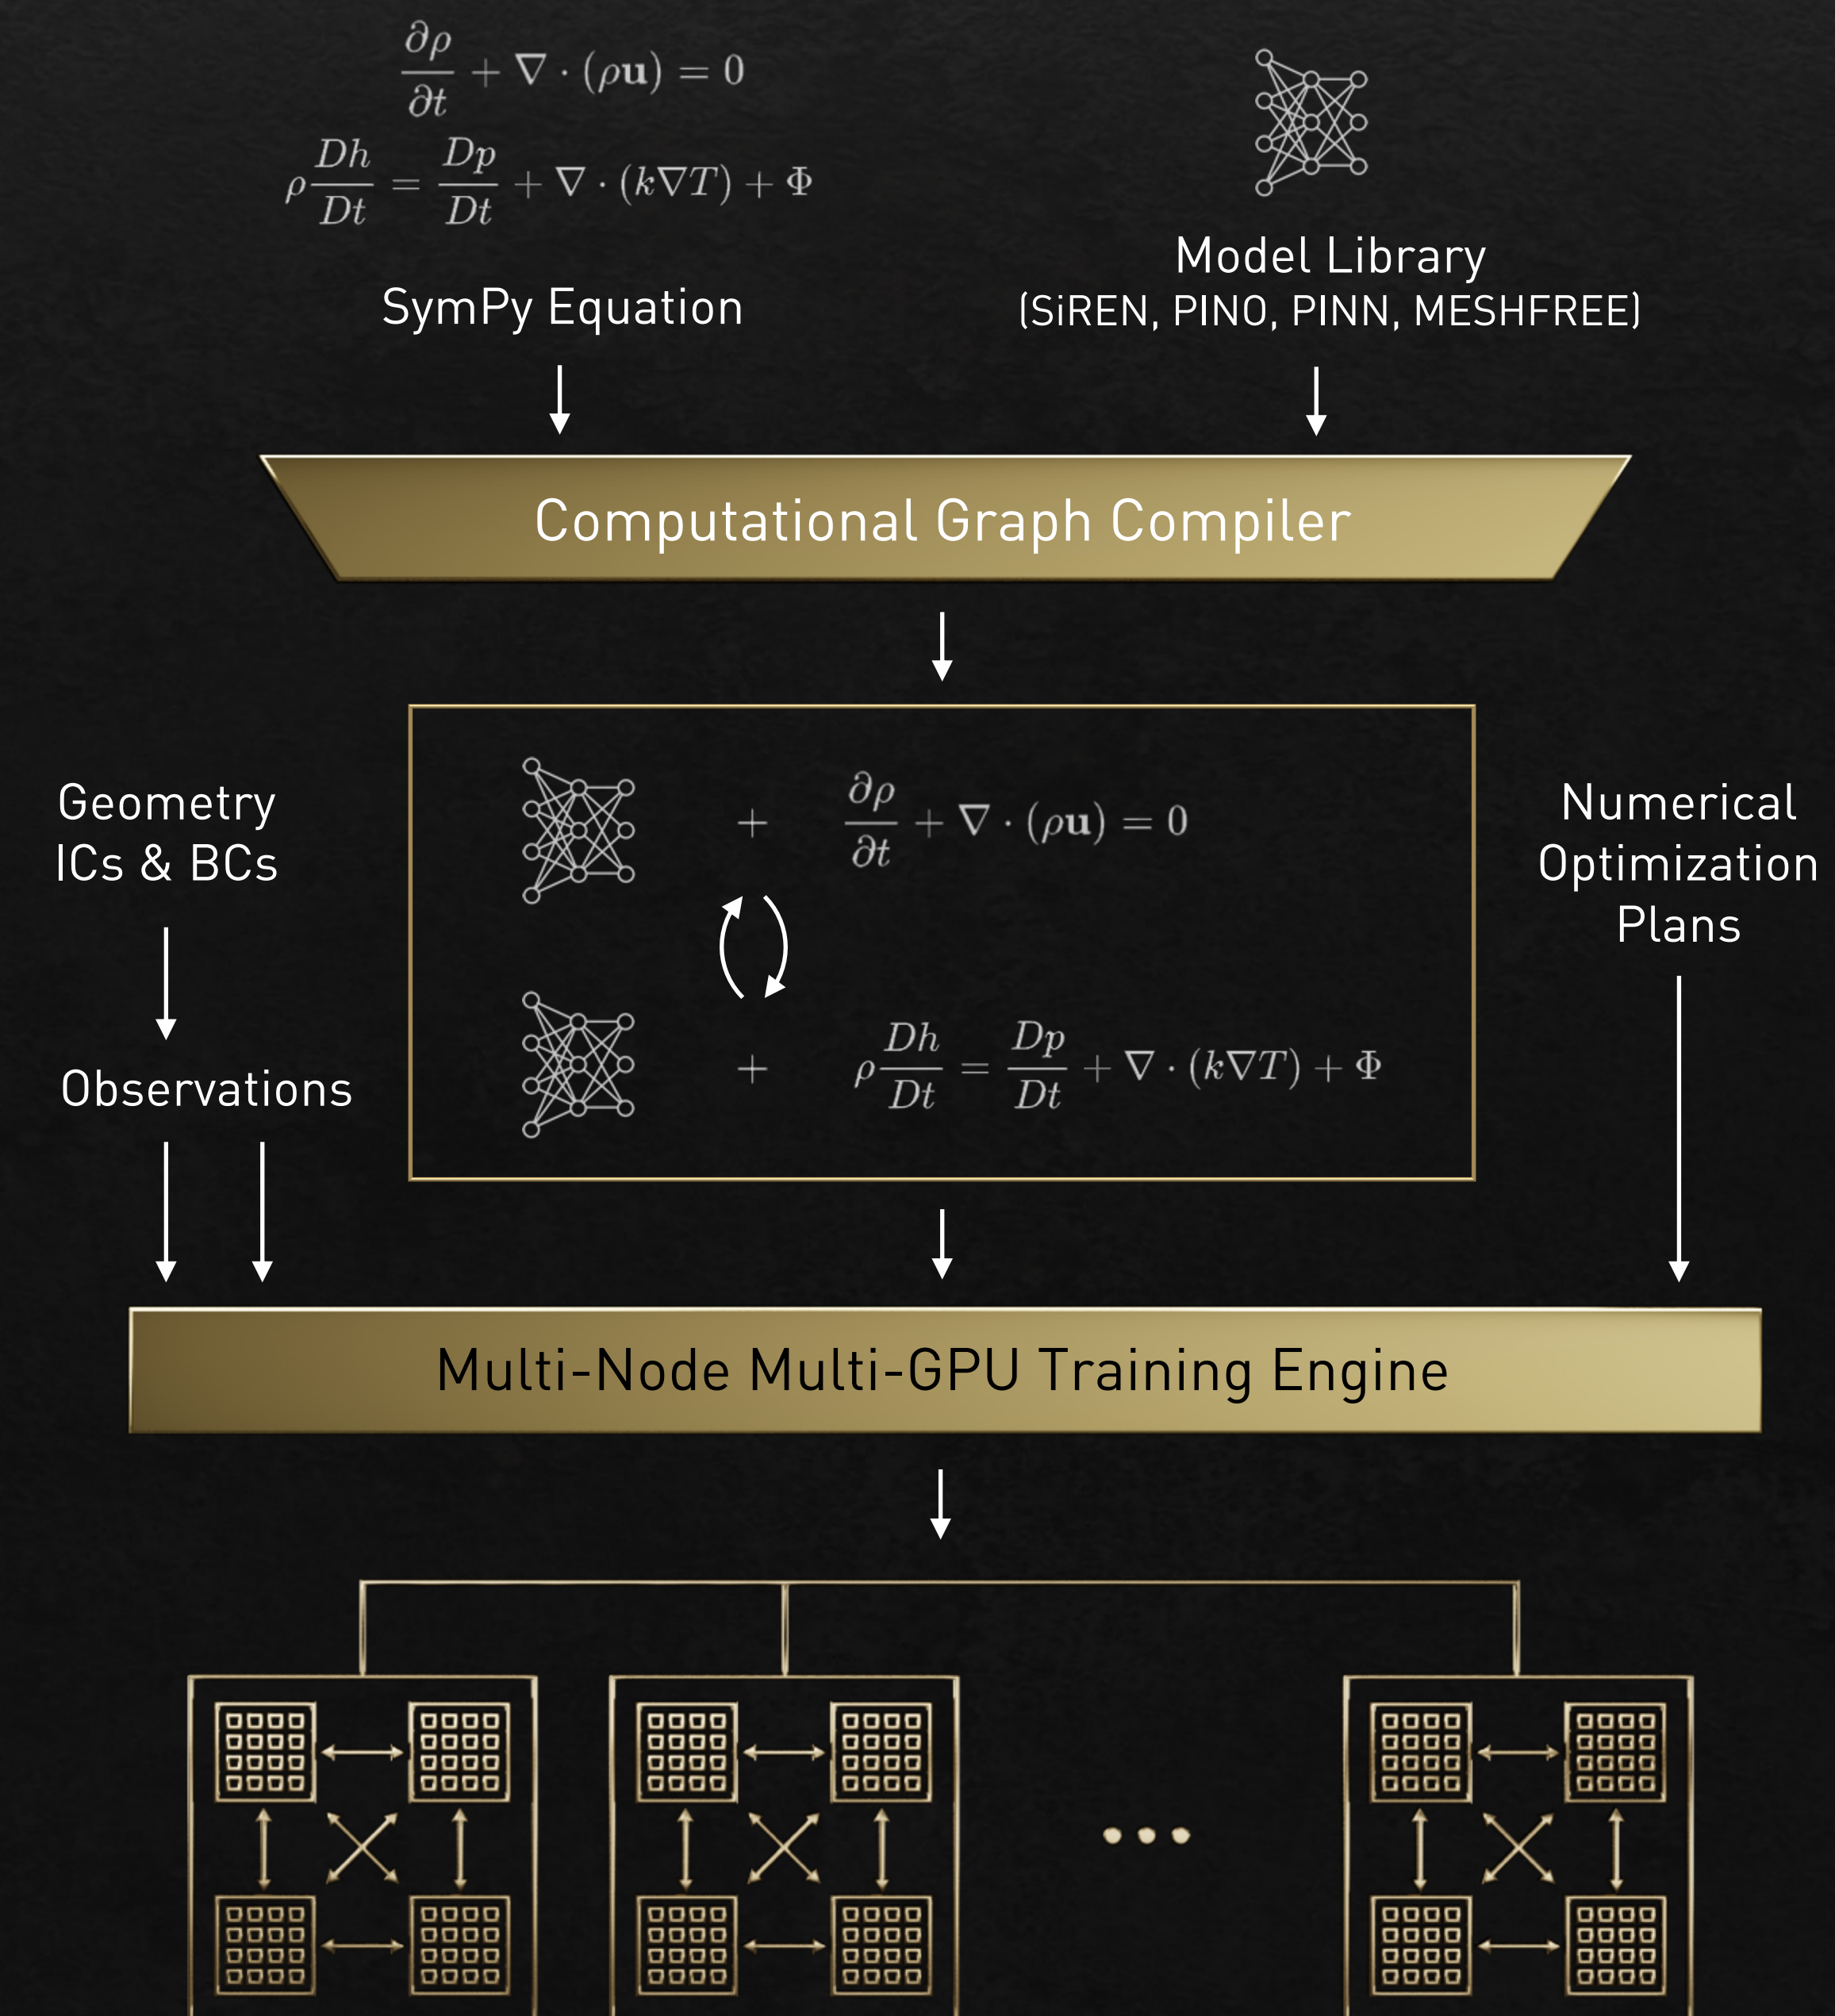 ∂ρ/∂t + ∇ · (ρ𝐮) = 0
ρ Dh/Dt = Dp/Dt + ∇ · (k∇T) + Φ
SymPy Equation
Model Library
(SiREN, PINO, PINN, MESHFREE)
Computational Graph Compiler
Geometry
ICs & BCs
Observations
+ ∂ρ/∂t + ∇ · (ρ𝐮) = 0
+ ρ Dh/Dt = Dp/Dt + ∇ · (k∇T) + Φ
Numerical
Optimization
Plans
Multi-Node Multi-GPU Training Engine